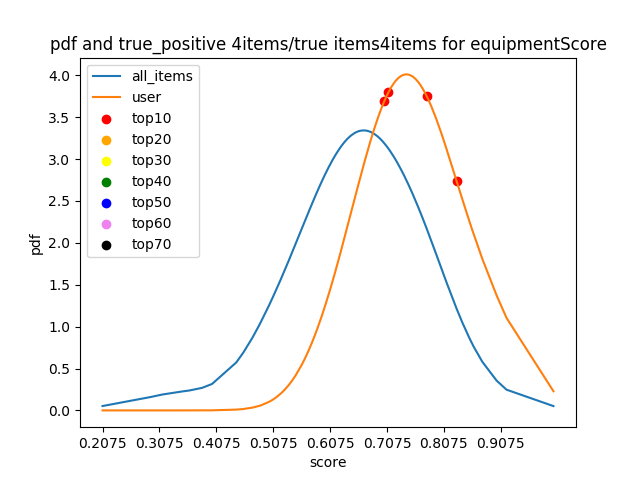 pdf and true_positive 4items/true items4items for equipmentScore
all_items
user
top10
top20
top30
top40
top50
top60
top70
4.0
3.5
3.0
2.5
2.0
1.5
1.0
0.5
0.0
pdf
0.2075 0.3075 0.4075 0.5075 0.6075 0.7075 0.8075 0.9075
score